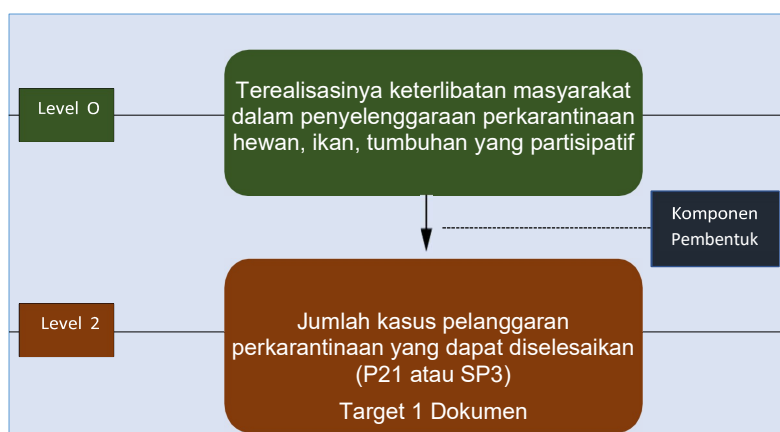 Level O
Terealisasinya keterlibatan masyarakat
dalam penyelenggaraan perkarantinaan
hewan, ikan, tumbuhan yang partisipatif
Komponen
Pembentuk
Level 2
Jumlah kasus pelanggaran
perkarantinaan yang dapat diselesaikan
(P21 atau SP3)
Target 1 Dokumen